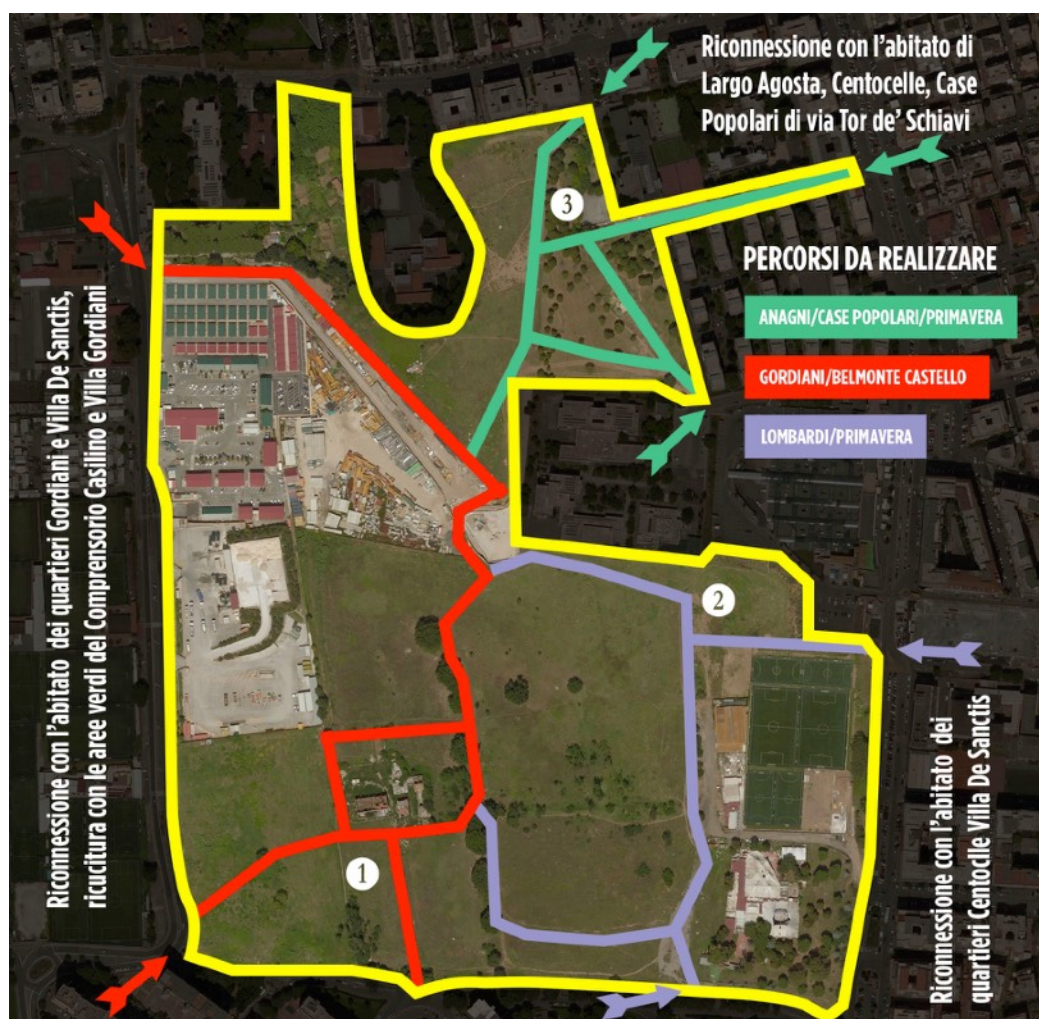 Riconnessione con l'abitato di
Largo Agosta, Centocelle, Case
Popolari di via Tor de' Schiavi
3
PERCORSI DA REALIZZARE
ANAGNI/CASE POPOLARI/PRIMAVERA
GORDIANI/BELMONTE CASTELLO
LOMBARDI/PRIMAVERA
Riconnessione con l'abitato dei quartieri Gordiani e Villa De Sanctis,
ricucitura con le aree verdi del Comprensorio Casilino e Villa Gordiani
2
1
Riconnessione con l'abitato dei
quartieri Centoclle Villa De Sanctis